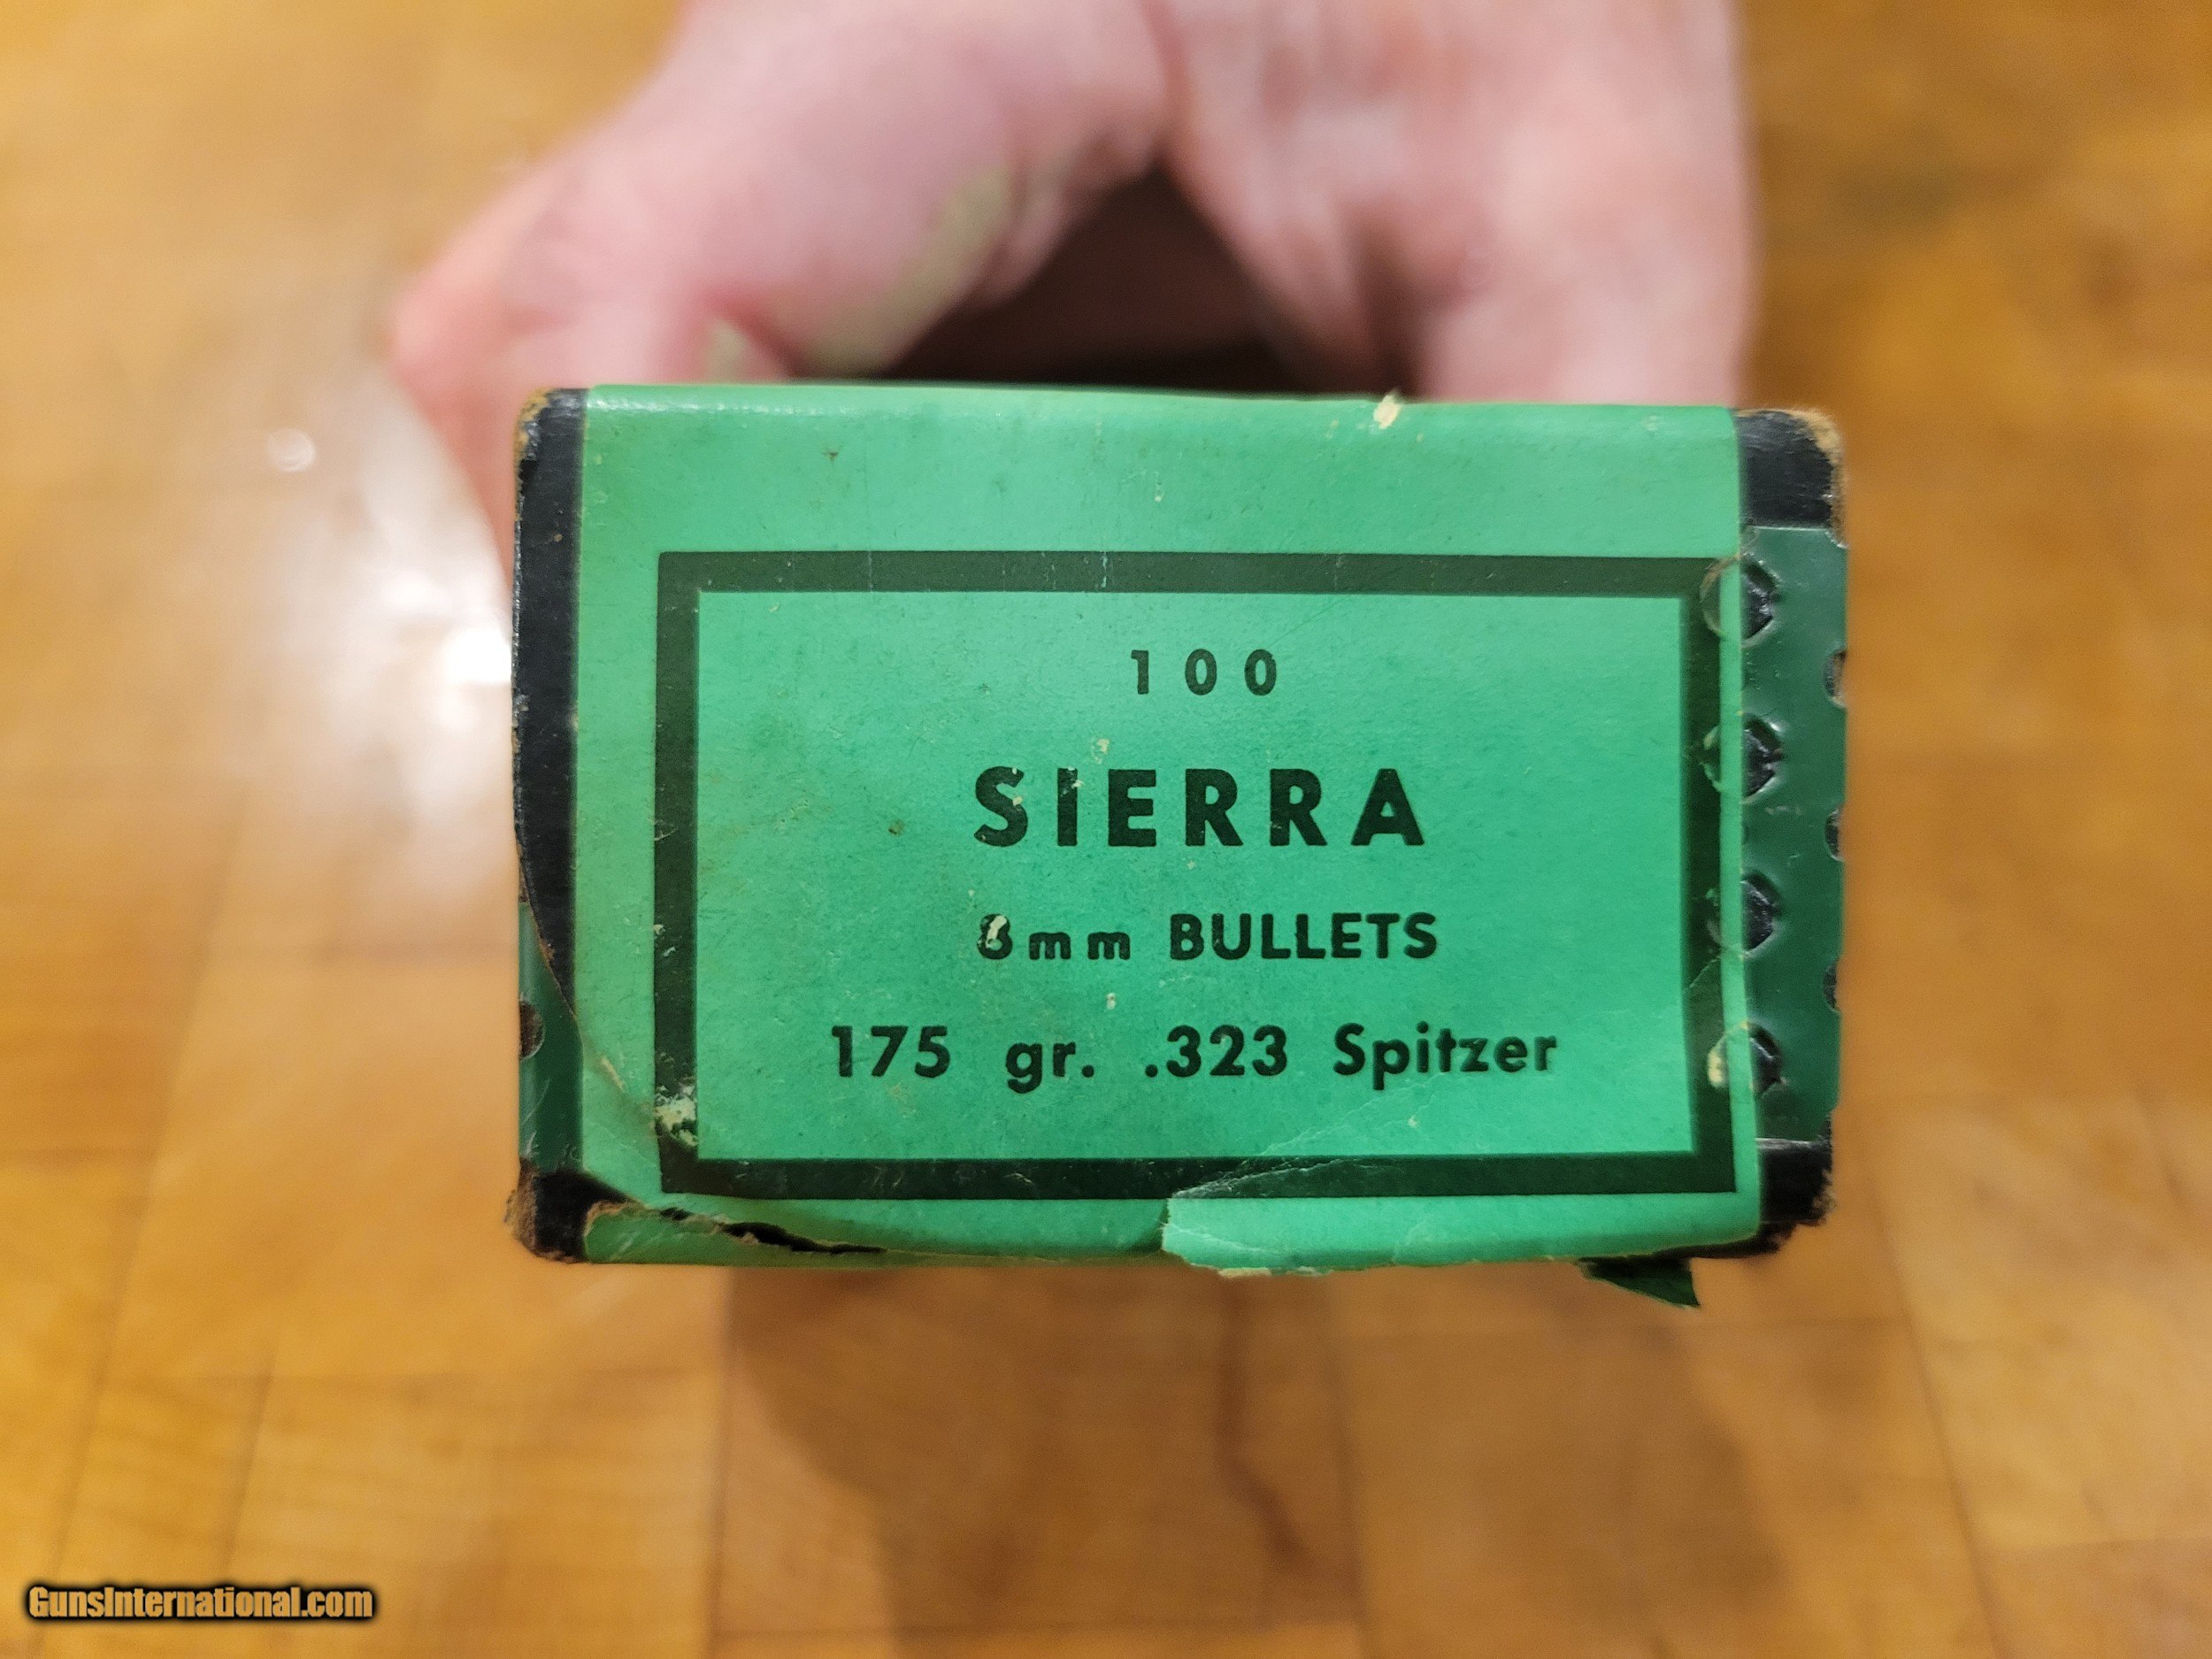 100
SIERRA
8mm BULLETS
175 gr. .323 Spitzer
GunsInternational.com